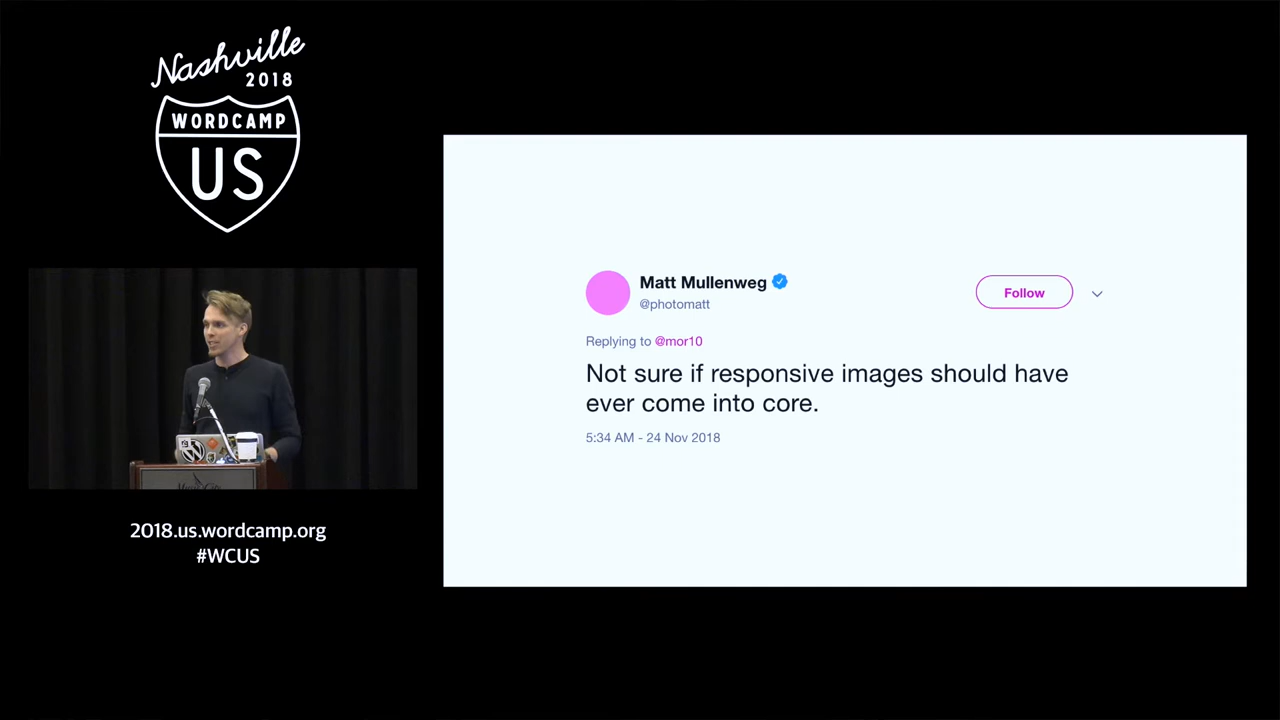 Nashville
2018
WORDCAMP
US
2018.us.wordcamp.org
#WCUS
Matt Mullenweg
@photomatt
Follow
Replying to @mor10
Not sure if responsive images should have
ever come into core.
5:34 AM - 24 Nov 2018